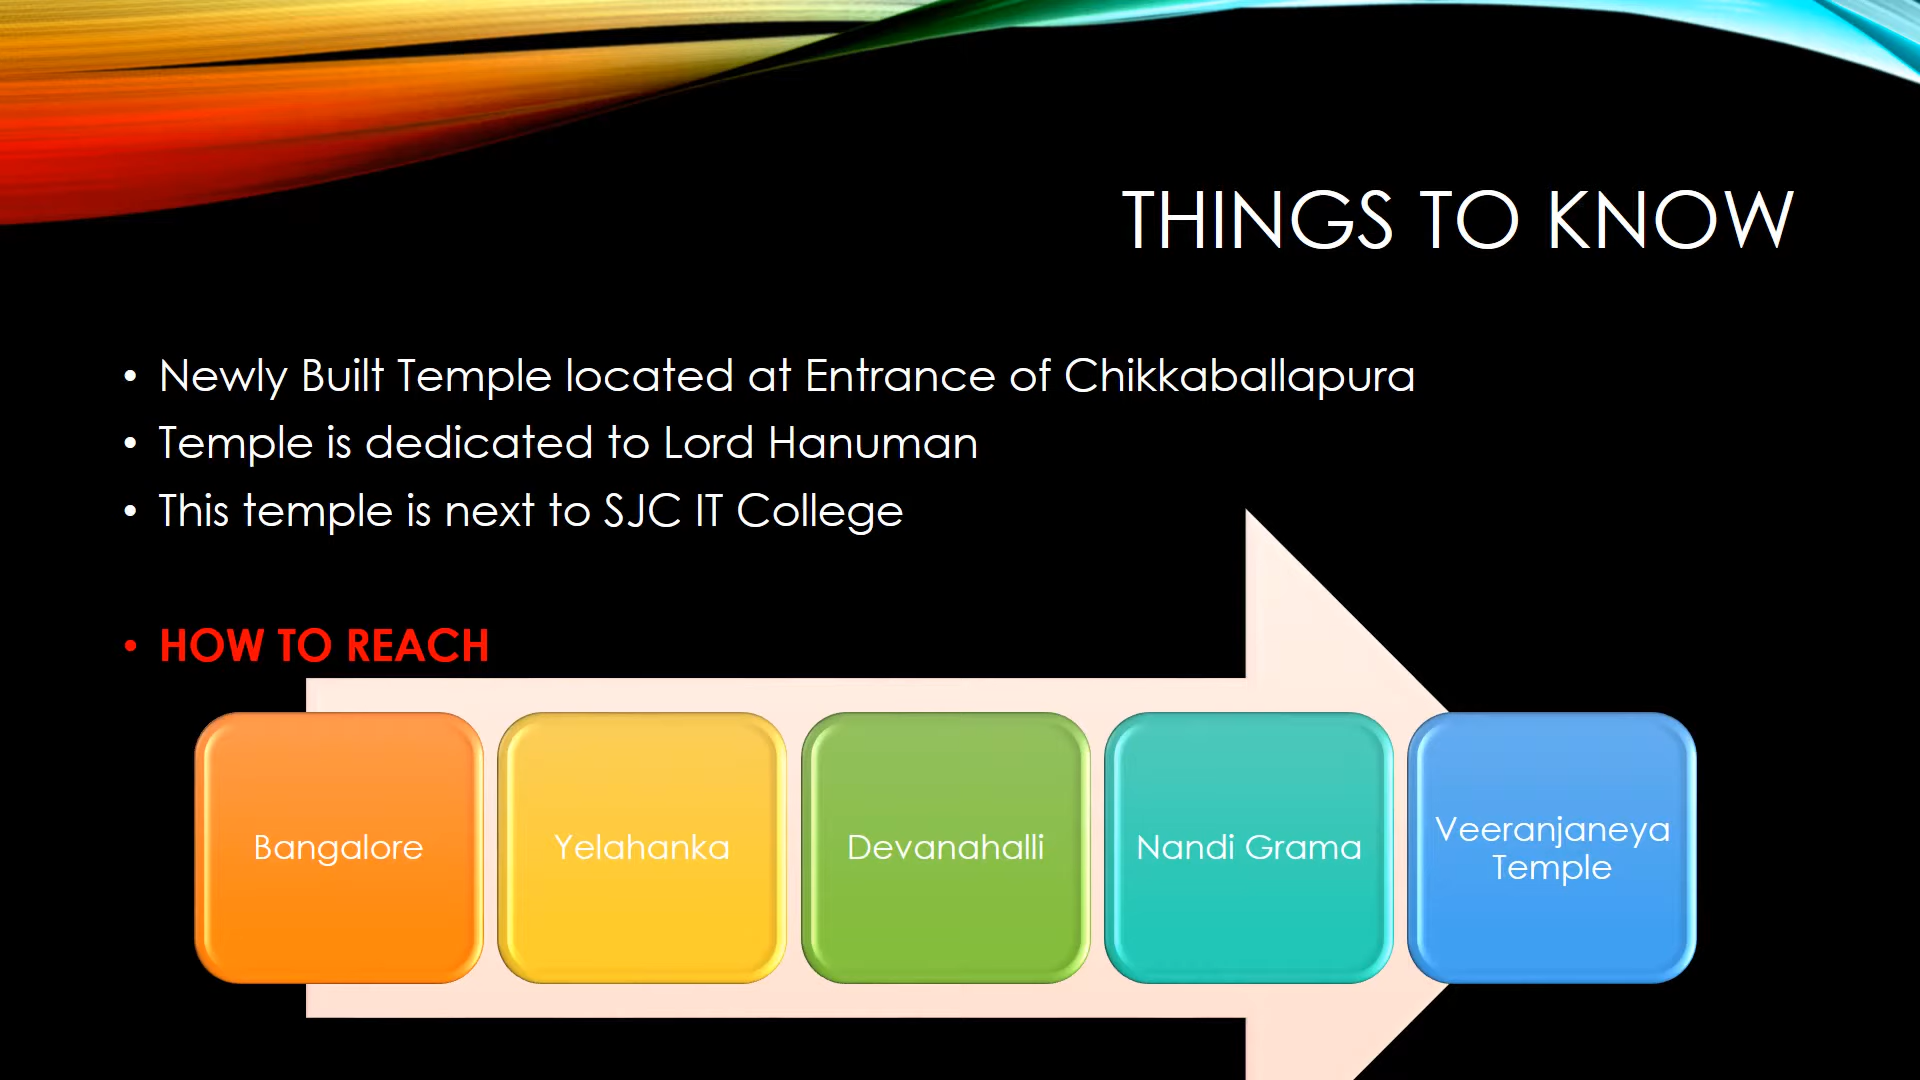 THINGS TO KNOW
• Newly Built Temple located at Entrance of Chikkaballapura
• Temple is dedicated to Lord Hanuman
• This temple is next to SJC IT College
• HOW TO REACH
Bangalore
Yelahanka
Devanahalli
Nandi Grama
Veeranjaneya
Temple